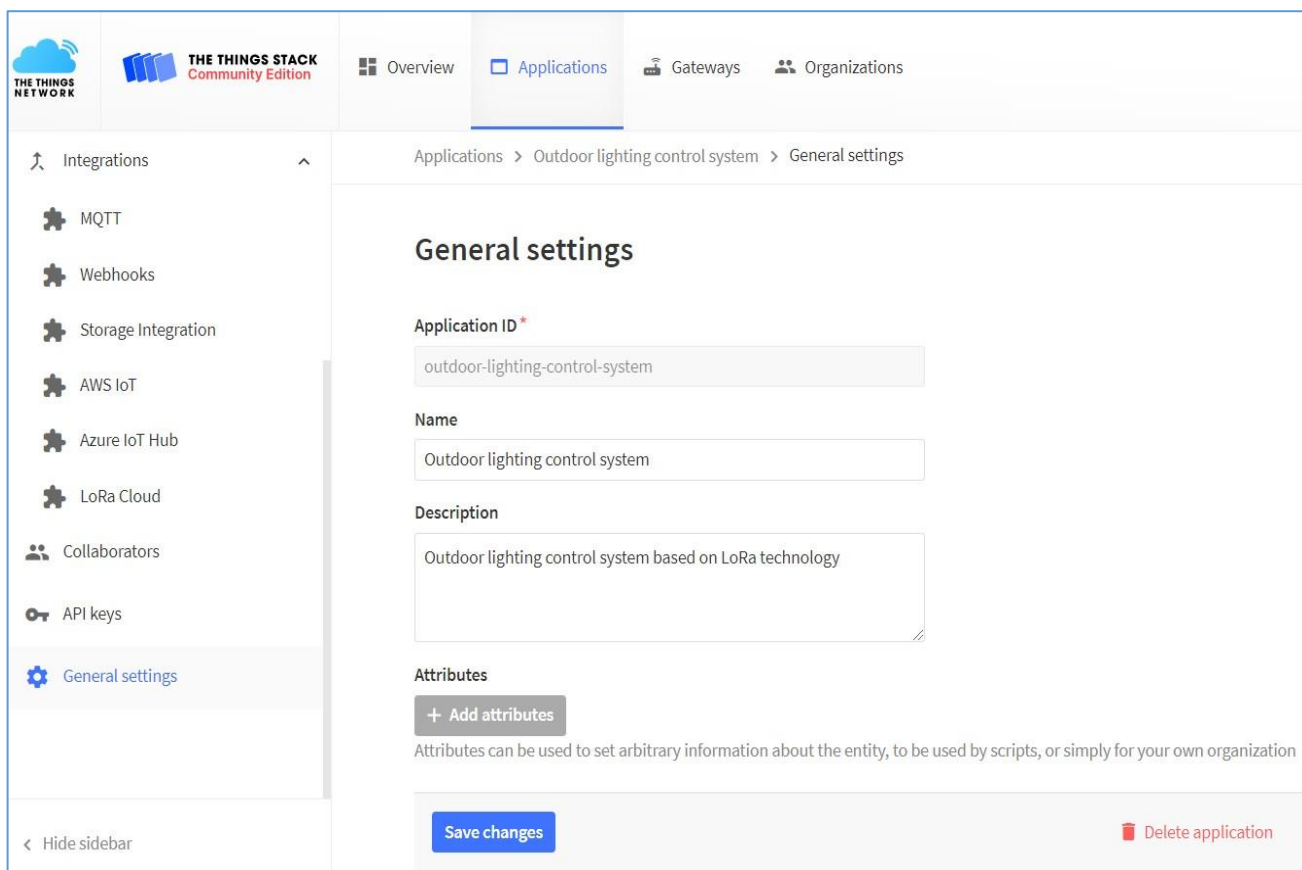 THE THINGS
NETWORK
THE THINGS STACK
Community Edition
Overview
Applications
Gateways
Organizations
Integrations
MQTT
Webhooks
Storage Integration
AWS IoT
Azure IoT Hub
LoRa Cloud
Collaborators
API keys
General settings
Hide sidebar
Applications > Outdoor lighting control system > General settings
General settings
Application ID*
outdoor-lighting-control-system
Name
Outdoor lighting control system
Description
Outdoor lighting control system based on LoRa technology
Attributes
+ Add attributes
Attributes can be used to set arbitrary information about the entity, to be used by scripts, or simply for your own organization
Save changes
Delete application